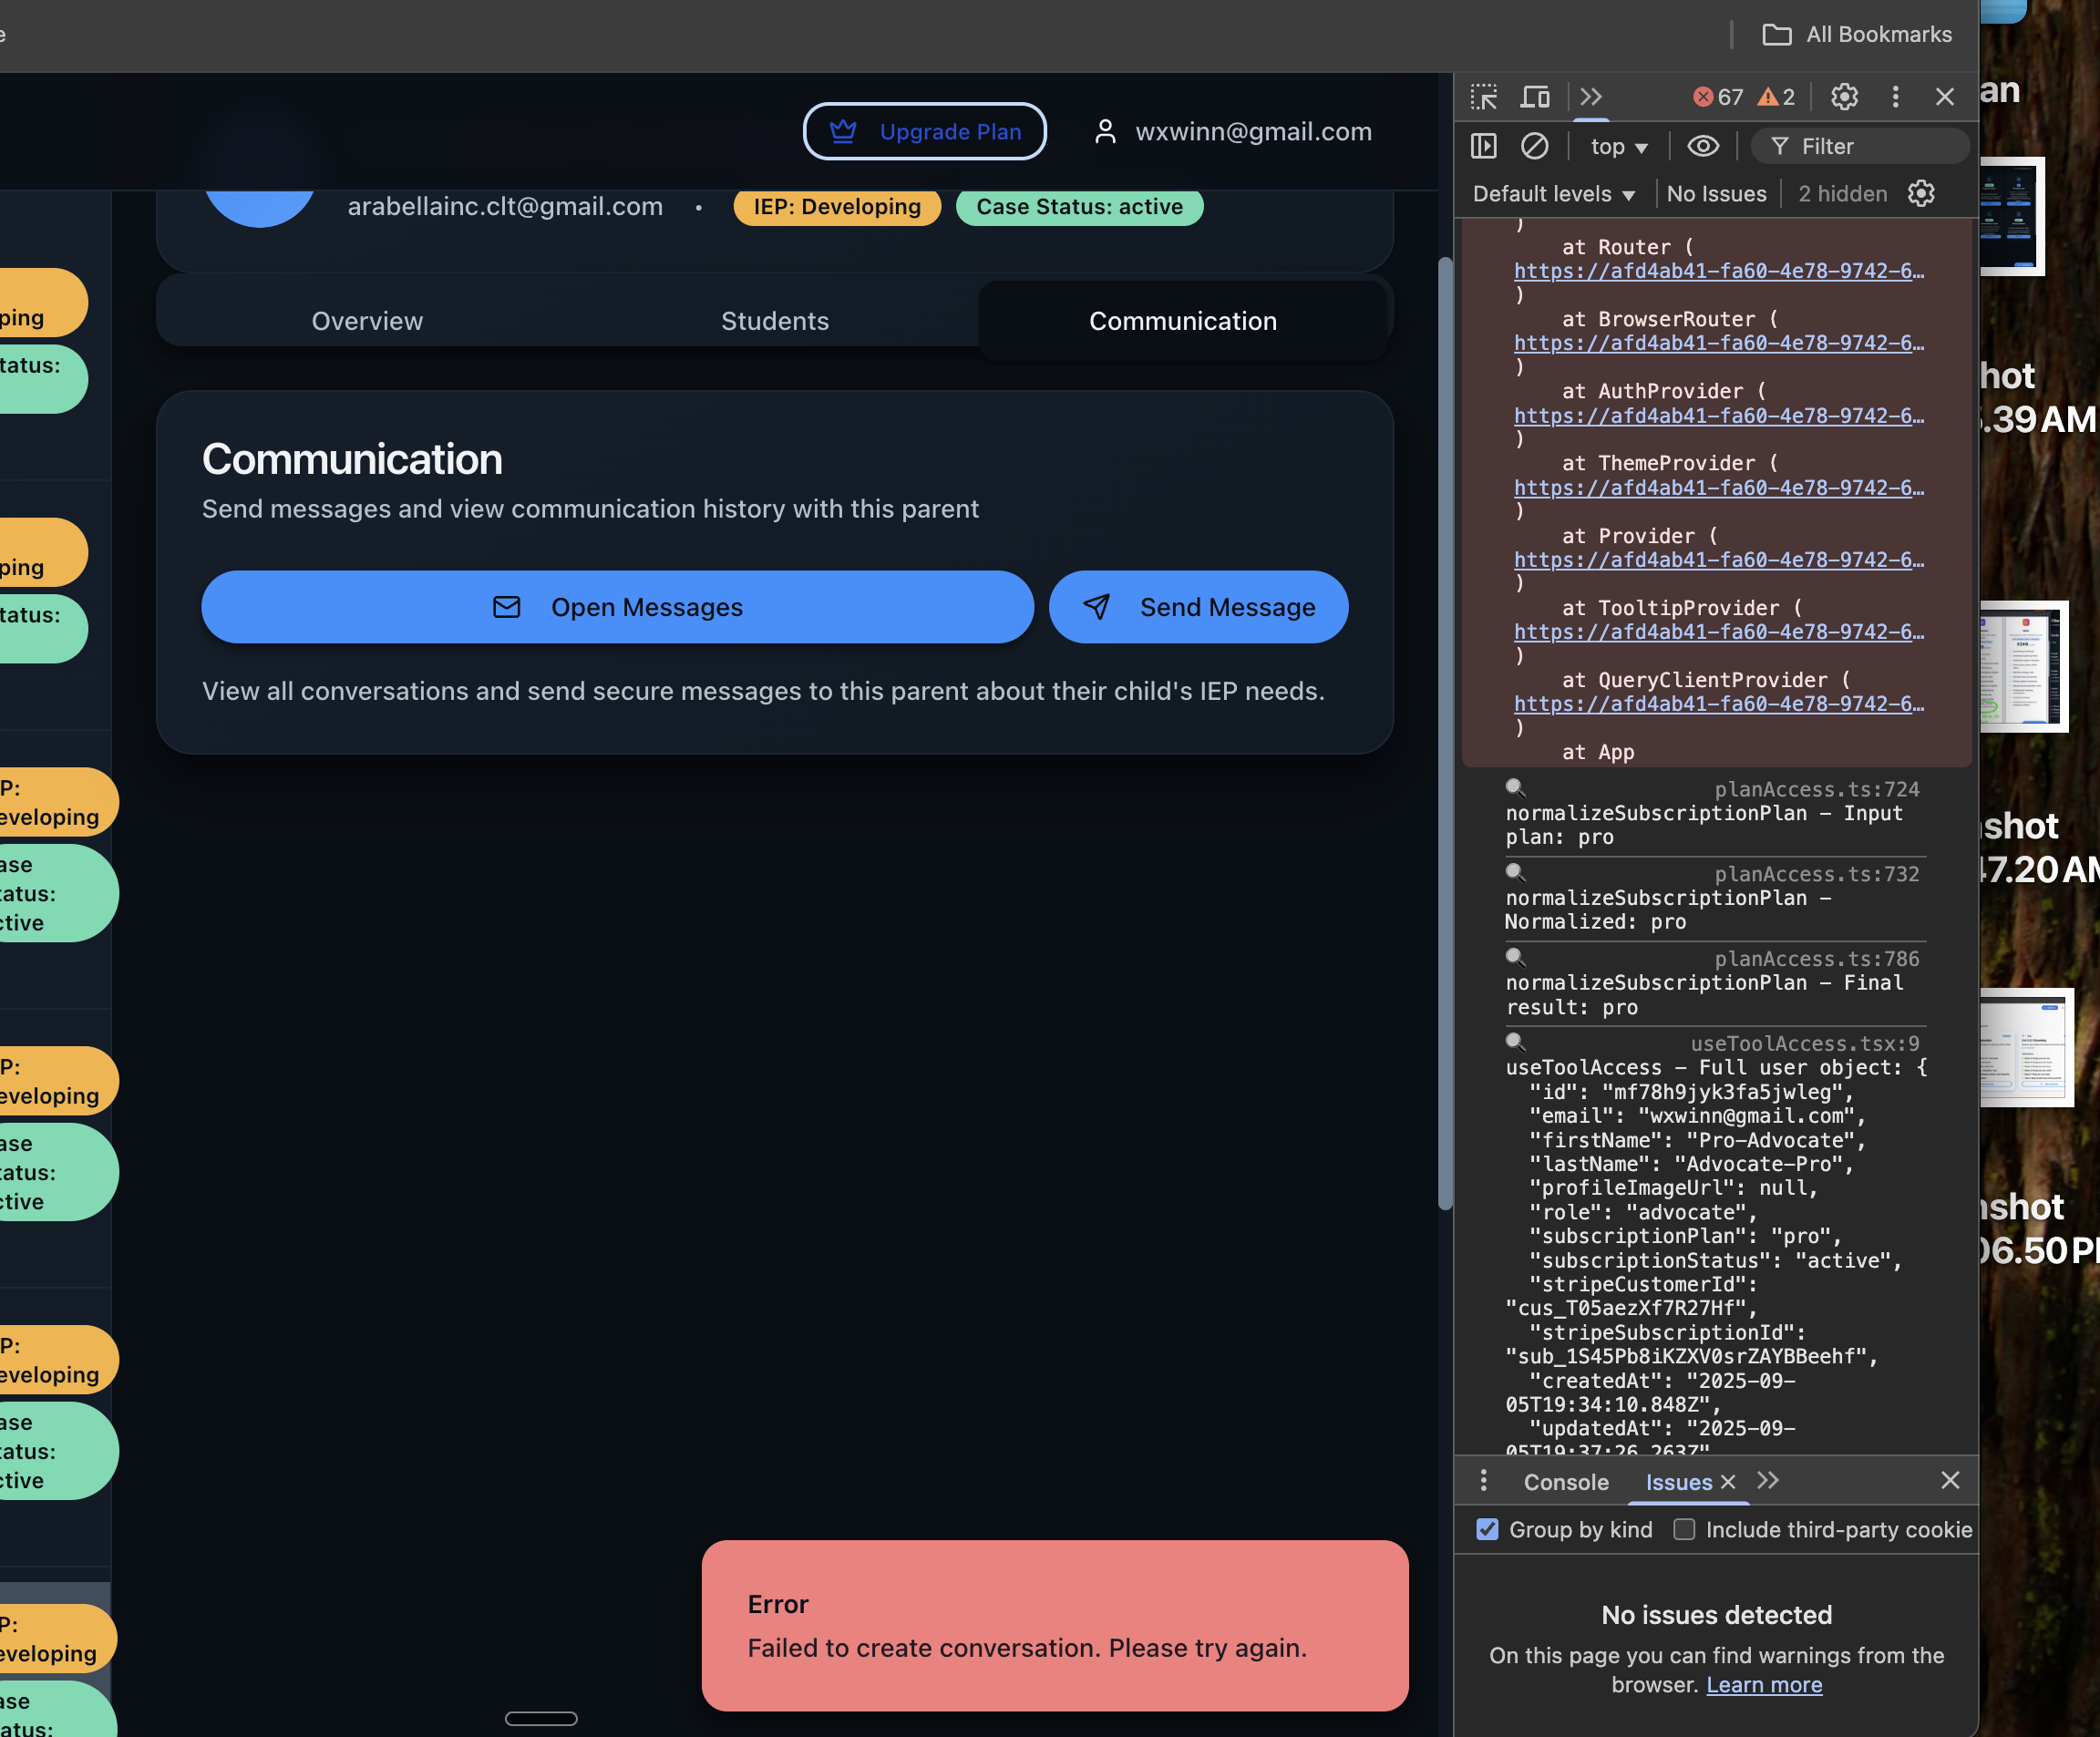 e
All Bookmarks
Upgrade Plan
wxwinn@gmail.com
arabellainc.clt@gmail.com • IEP: Developing Case Status: active
Overview Students Communication
Communication
Send messages and view communication history with this parent
Open Messages
Send Message
View all conversations and send secure messages to this parent about their child's IEP needs.
ping
tatus:
ping
tatus:
P:
eveloping
ase
tatus:
ctive
P:
eveloping
ase
tatus:
ctive
P:
eveloping
ase
tatus:
ctive
P:
eveloping
ase
atus:
Error
Failed to create conversation. Please try again.
67 2
top Filter
Default levels No Issues 2 hidden
)
at Router (
https://afd4ab41-fa60-4e78-9742-6…
)
at BrowserRouter (
https://afd4ab41-fa60-4e78-9742-6…
)
at AuthProvider (
https://afd4ab41-fa60-4e78-9742-6…
)
at ThemeProvider (
https://afd4ab41-fa60-4e78-9742-6…
)
at Provider (
https://afd4ab41-fa60-4e78-9742-6…
)
at TooltipProvider (
https://afd4ab41-fa60-4e78-9742-6…
)
at QueryClientProvider (
https://afd4ab41-fa60-4e78-9742-6…
)
at App
planAccess.ts:724
normalizeSubscriptionPlan - Input
plan: pro
planAccess.ts:732
normalizeSubscriptionPlan -
Normalized: pro
planAccess.ts:786
normalizeSubscriptionPlan - Final
result: pro
useToolAccess.tsx:9
useToolAccess - Full user object: {
"id": "mf78h9jyk3fa5jwleg",
"email": "wxwinn@gmail.com",
"firstName": "Pro-Advocate",
"lastName": "Advocate-Pro",
"profileImageUrl": null,
"role": "advocate",
"subscriptionPlan": "pro",
"subscriptionStatus": "active",
"stripeCustomerId":
"cus_T05aezXf7R27Hf",
"stripeSubscriptionId":
"sub_1S45Pb8iKZXV0srZAYBBeehf",
"createdAt": "2025-09-
05T19:34:10.848Z",
"updatedAt": "2025-09-
05T19:37:26.263Z"
Console Issues
Group by kind Include third-party cookie
No issues detected
On this page you can find warnings from the
browser. Learn more
an
hot
.39 AM
shot
47.20 AM
nshot
06.50 P